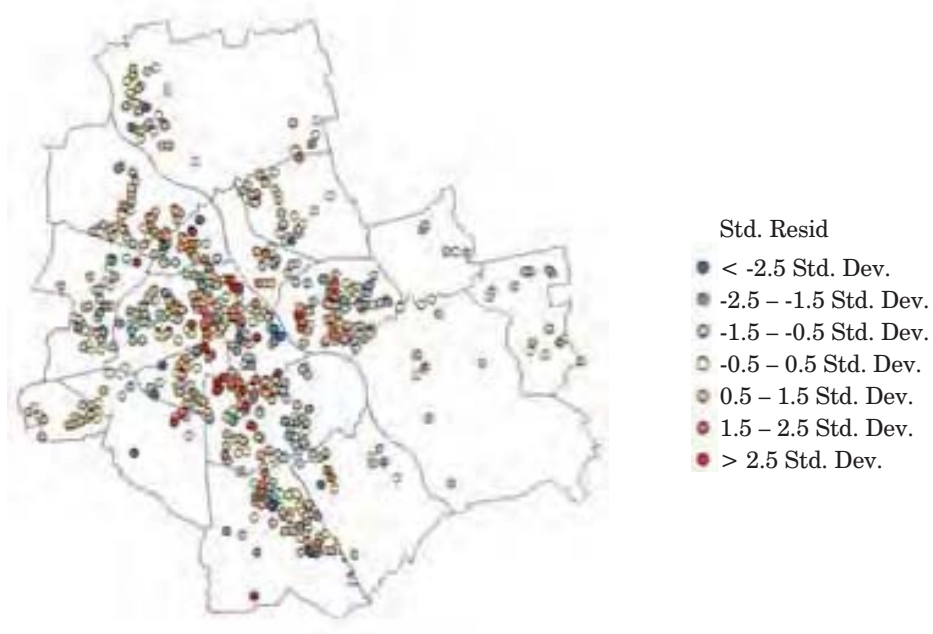 Std. Resid
< -2.5 Std. Dev.
-2.5 – -1.5 Std. Dev.
-1.5 – -0.5 Std. Dev.
-0.5 – 0.5 Std. Dev.
0.5 – 1.5 Std. Dev.
1.5 – 2.5 Std. Dev.
> 2.5 Std. Dev.